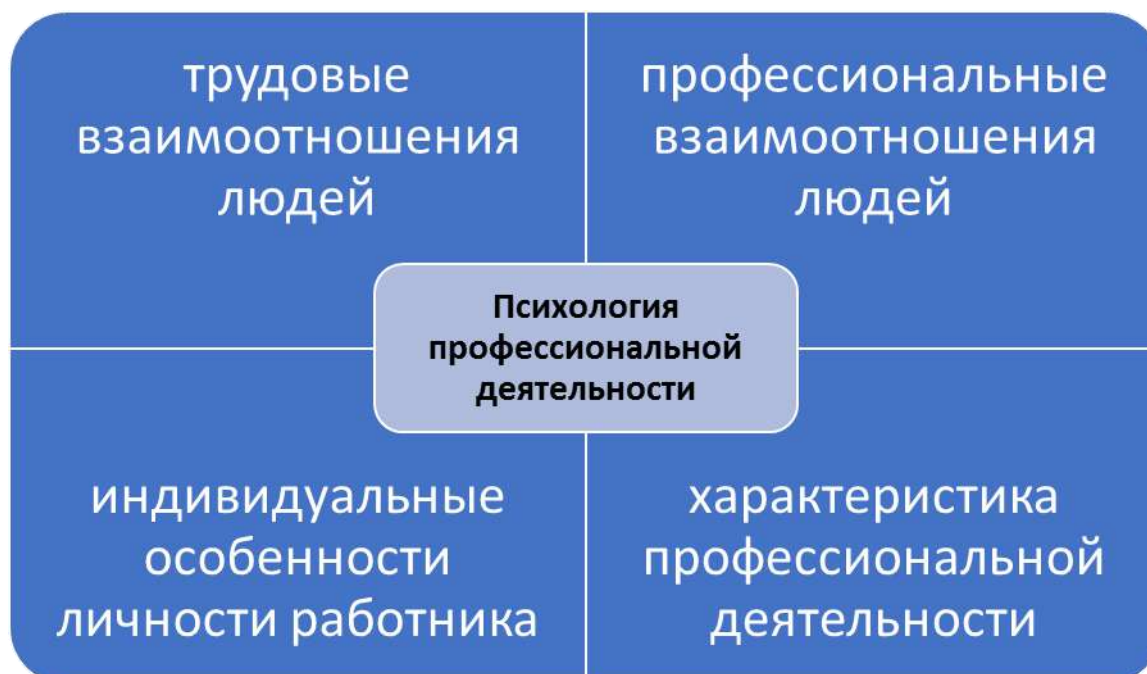 трудовые
взаимоотношения
людей
профессиональные
взаимоотношения
людей
Психология
профессиональной
деятельности
индивидуальные
особенности
личности работника
характеристика
профессиональной
деятельности